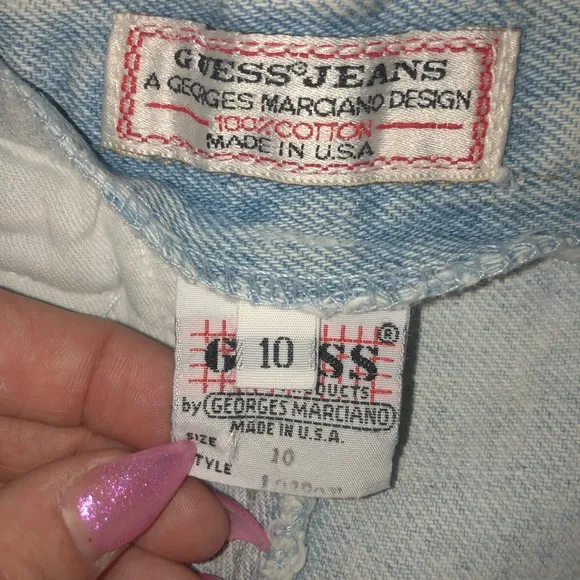 GUESS® JEANS
A GEORGES MARCIANO DESIGN
100% COTTON
MADE IN U.S.A
10
®
by GEORGES MARCIANO
MADE IN U.S.A.
SIZE 10
STYLE